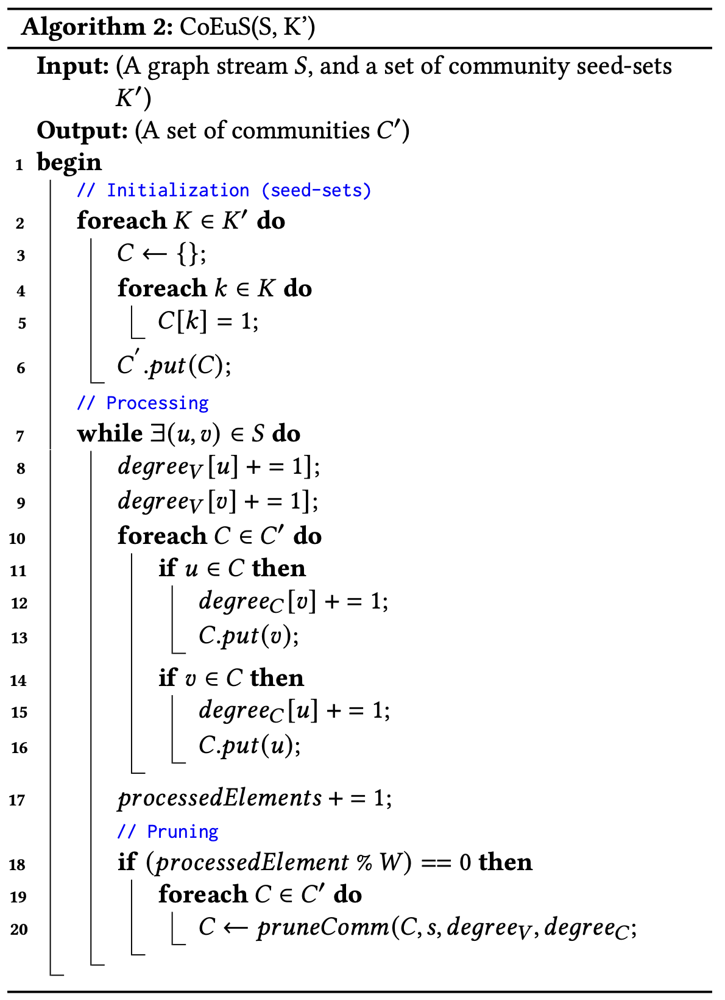 Algorithm 2: CoEuS(S, K’)
Input: (A graph stream S, and a set of community seed-sets
K′)
Output: (A set of communities C′)
1 begin
// Initialization (seed-sets)
2 foreach K ∈ K′ do
3 C ← {};
4 foreach k ∈ K do
5 C[k] = 1;
6 C′.put(C);
// Processing
7 while ∃(u, v) ∈ S do
8 degree_V[u] + = 1];
9 degree_V[v] + = 1];
10 foreach C ∈ C′ do
11 if u ∈ C then
12 degree_C[v] + = 1;
13 C.put(v);
14 if v ∈ C then
15 degree_C[u] + = 1;
16 C.put(u);
17 processedElements + = 1;
// Pruning
18 if (processedElement % W) == 0 then
19 foreach C ∈ C′ do
20 C ← pruneComm(C, s, degree_V, degree_C;